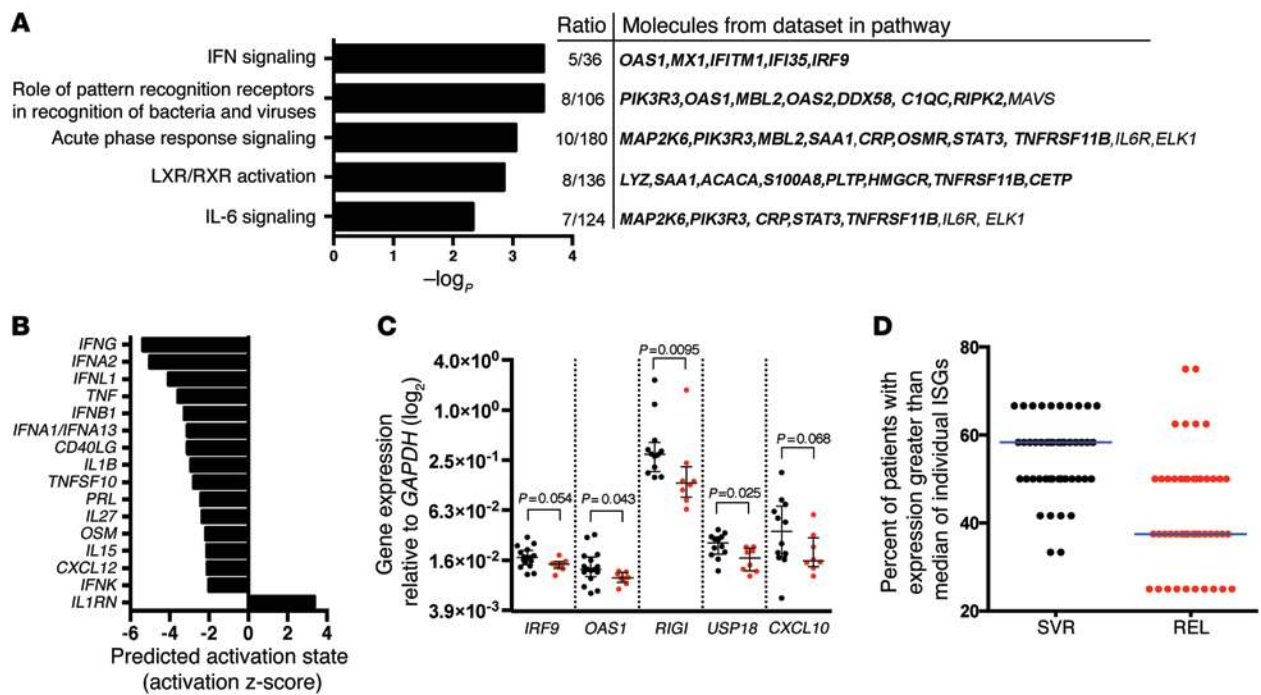 A
Ratio Molecules from dataset in pathway
IFN signaling 5/36 OAS1,MX1,IFITM1,IFI35,IRF9
Role of pattern recognition receptors
in recognition of bacteria and viruses 8/106 PIK3R3,OAS1,MBL2,OAS2,DDX58, C1QC,RIPK2,MAVS
Acute phase response signaling 10/180 MAP2K6,PIK3R3,MBL2,SAA1,CRP,OSMR,STAT3, TNFRSF11B,IL6R,ELK1
LXR/RXR activation 8/136 LYZ,SAA1,ACACA,S100A8,PLTP,HMGCR,TNFRSF11B,CETP
IL-6 signaling 7/124 MAP2K6,PIK3R3, CRP,STAT3,TNFRSF11B,IL6R, ELK1
0 1 2 3 4
–logP
B
IFNG
IFNA2
IFNL1
TNF
IFNB1
IFNA1/IFNA13
CD40LG
IL1B
TNFSF10
PRL
IL27
OSM
IL15
CXCL12
IFNK
IL1RN
-6 -4 -2 0 2 4
Predicted activation state
(activation z-score)
C
Gene expression
relative to GAPDH (log2)
4.0×10⁰
1.0×10⁰
2.5×10⁻¹
6.3×10⁻²
1.6×10⁻²
3.9×10⁻³
P=0.054
P=0.043
P=0.0095
P=0.025
P=0.068
IRF9 OAS1 RIGI USP18 CXCL10
D
Percent of patients with
expression greater than
median of individual ISGs
80
60
40
20
SVR REL